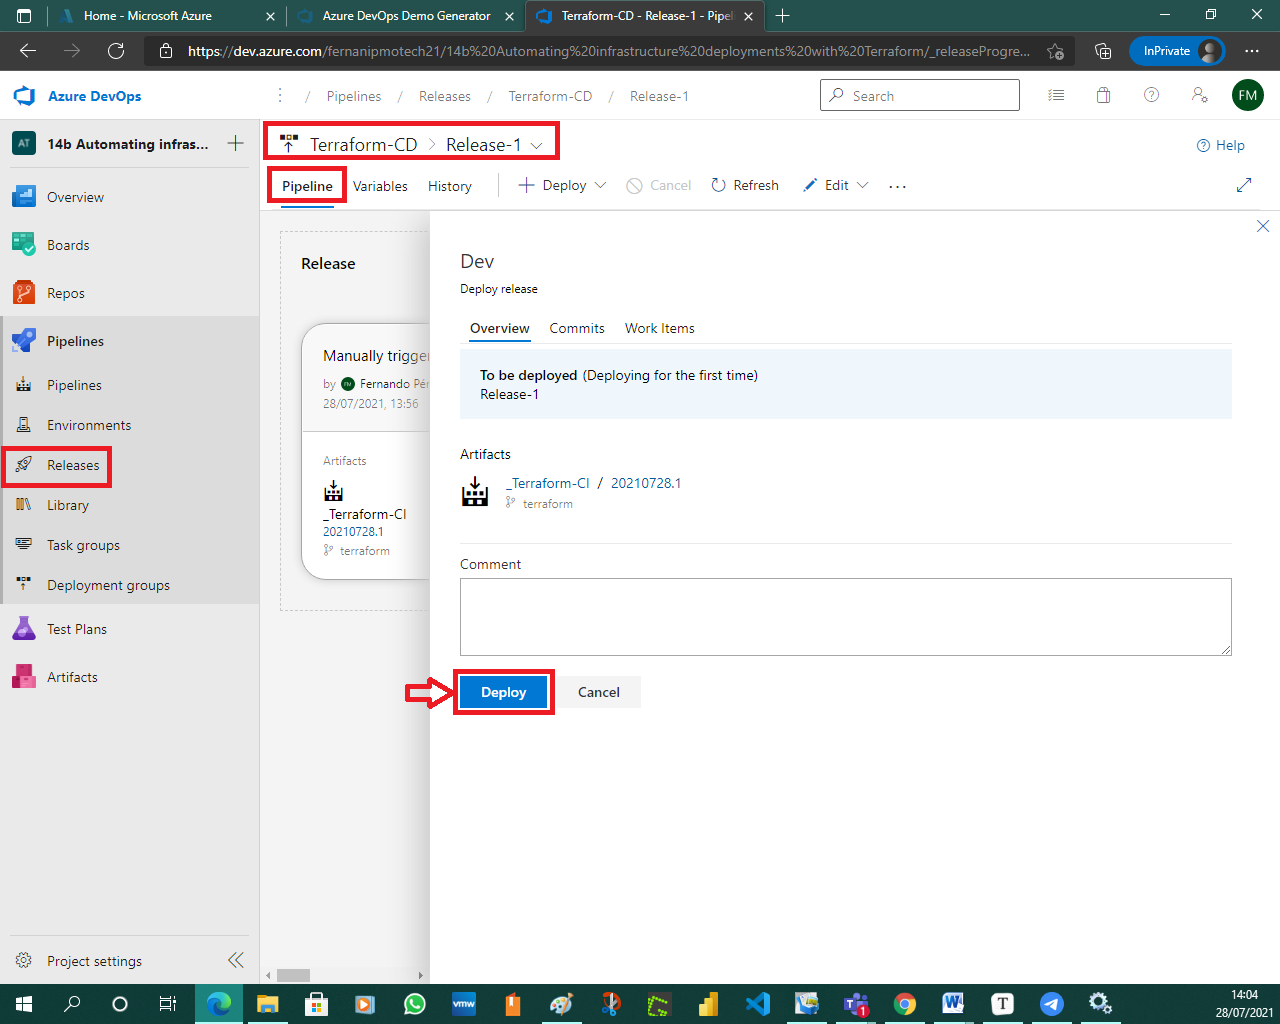 Home - Microsoft Azure
Azure DevOps Demo Generator
Terraform-CD - Release-1 - Pipel
https://dev.azure.com/fernanipmotech21/14b%20Automating%20infrastructure%20deployments%20with%20Terraform/_releaseProgre...
InPrivate
Azure DevOps
/ Pipelines / Releases / Terraform-CD / Release-1
Search
FM
AT
14b Automating infras...
Terraform-CD > Release-1
Help
Pipeline
Variables
History
Deploy
Cancel
Refresh
Edit
...
Overview
Boards
Repos
Pipelines
Pipelines
Environments
Releases
Library
Task groups
Deployment groups
Test Plans
Artifacts
Project settings
Release
Manually trigge
by FM Fernando Pér
28/07/2021, 13:56
Artifacts
_Terraform-CI
20210728.1
terraform
Dev
Deploy release
Overview
Commits
Work Items
To be deployed (Deploying for the first time)
Release-1
Artifacts
_Terraform-CI / 20210728.1
terraform
Comment
Deploy
Cancel
vmw
1
W
T
14:04
28/07/2021